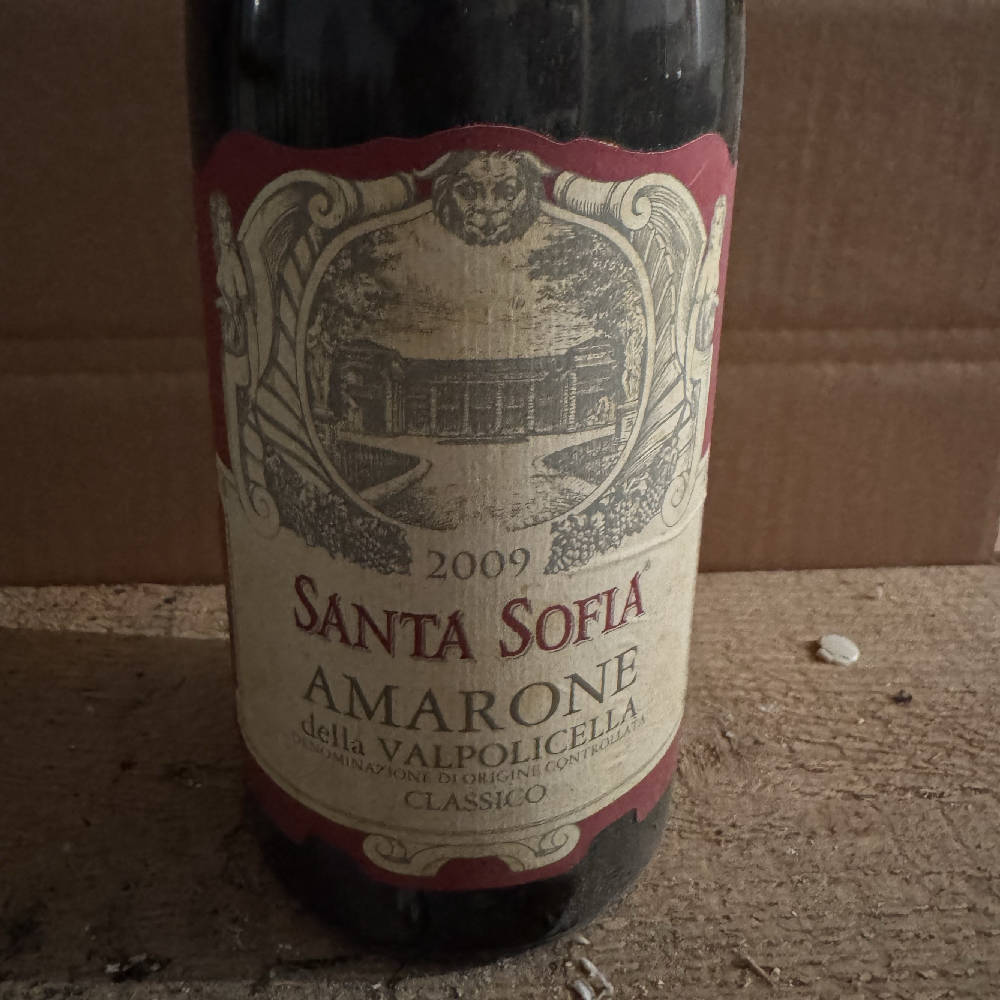 2009
SANTA SOFIA®
AMARONE
della VALPOLICELLA
DENOMINAZIONE DI ORIGINE CONTROLLATA
CLASSICO